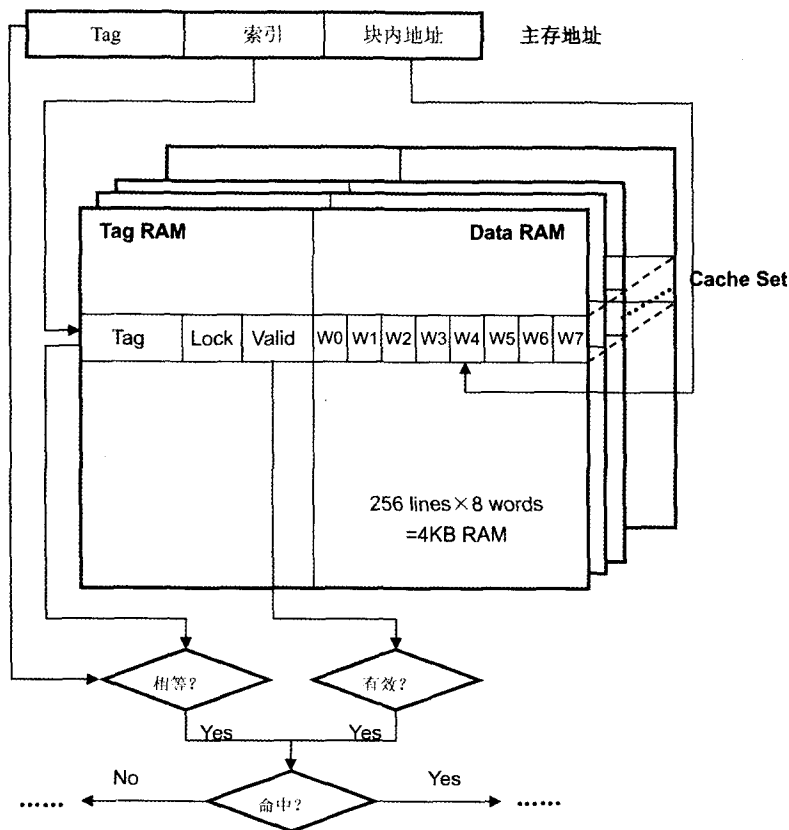 Tag 索引 块内地址 主存地址
Tag RAM Data RAM
Cache Set
Tag Lock Valid W0 W1 W2 W3 W4 W5 W6 W7
256 lines×8 words
=4KB RAM
相等? 有效?
Yes Yes
No Yes
...... 命中? ......